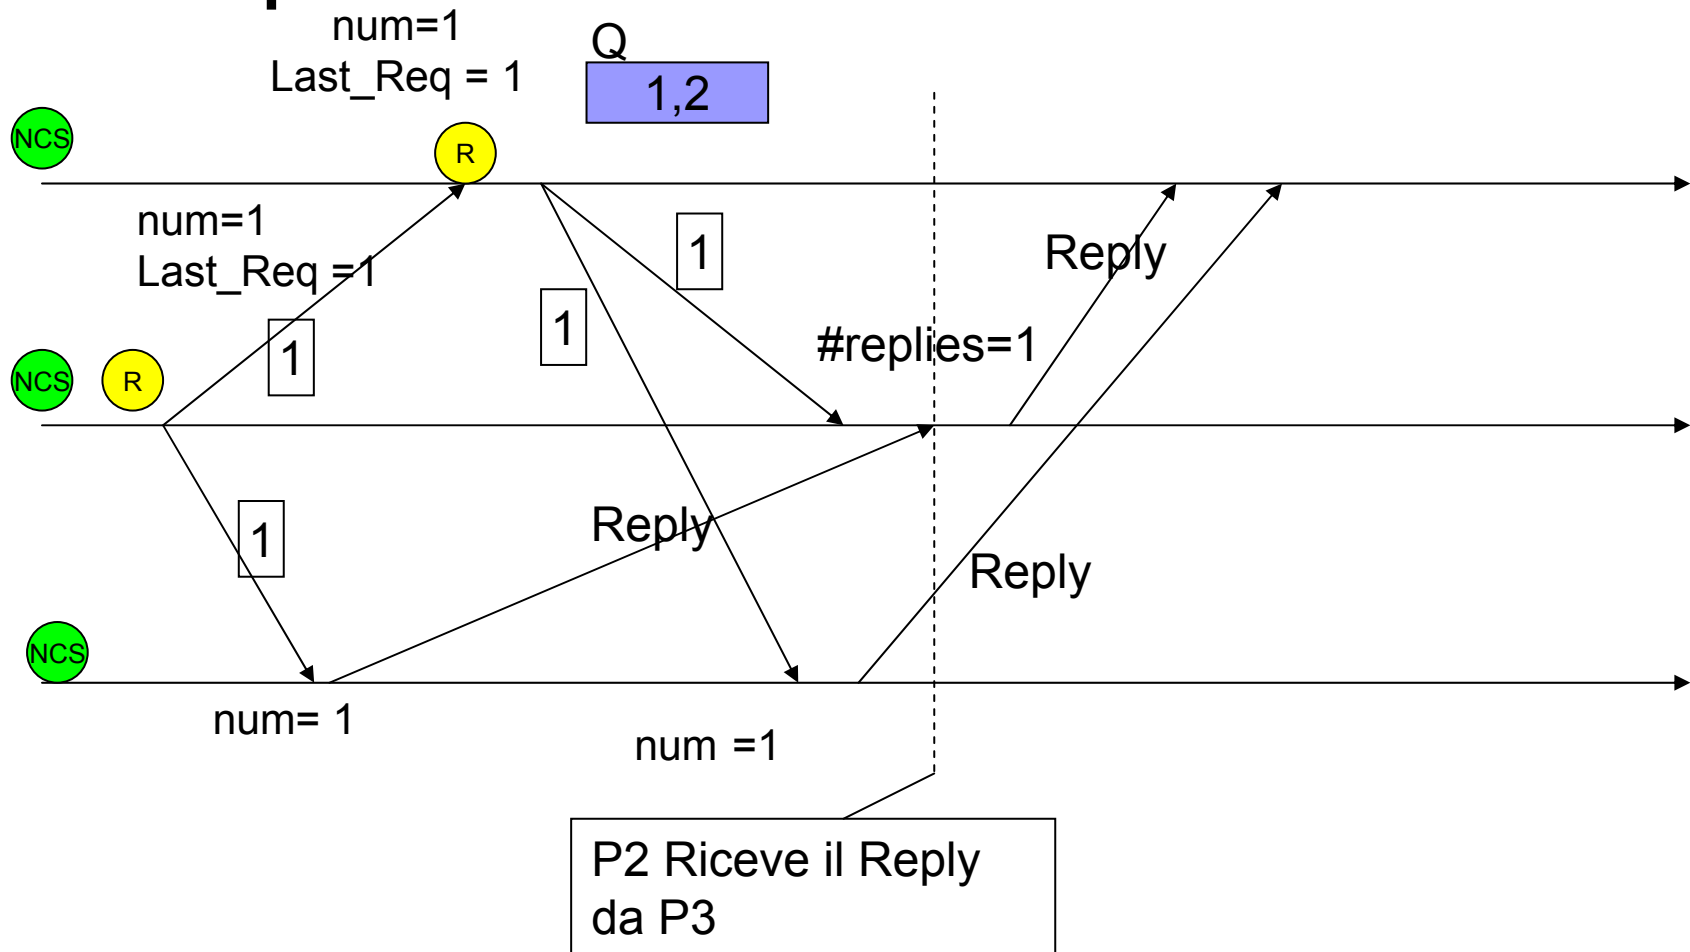 num=1
Last_Req = 1
Q
1,2
NCS
R
num=1
Last_Req =1
1
1
1
Reply
#replies=1
NCS
R
1
Reply
Reply
NCS
num= 1
num =1
P2 Riceve il Reply
da P3